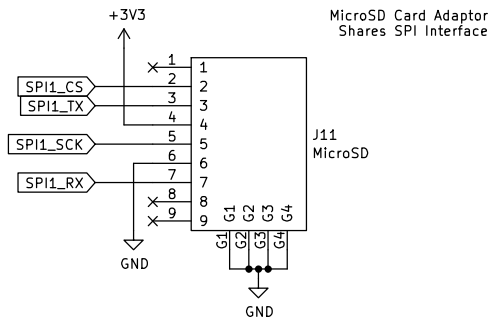 MicroSD Card Adaptor
Shares SPI Interface
+3V3
1 1
SPI1_CS 2 2
SPI1_TX 3 3
4 4
SPI1_SCK 5 5
6 6
SPI1_RX 7 7
8 8
9 9
J11
MicroSD
G1 G2 G3 G4
G1 G2 G3 G4
GND
GND